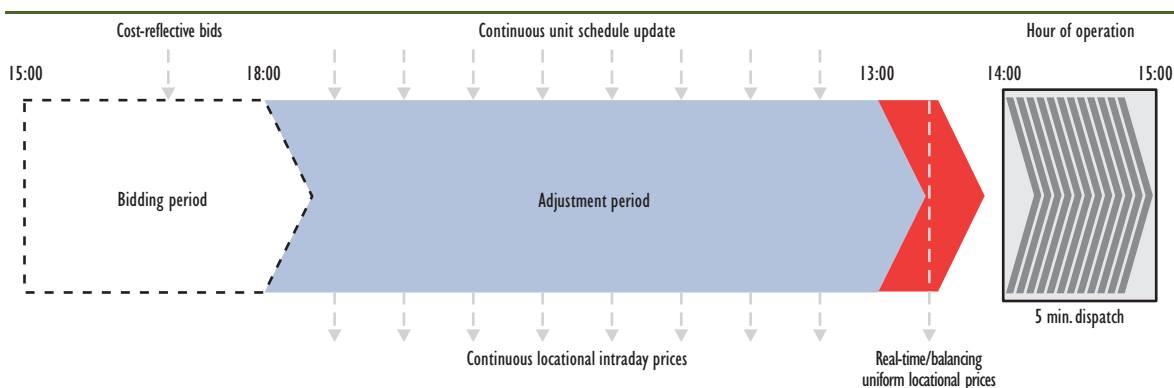 Cost-reflective bids
Continuous unit schedule update
Hour of operation
15:00
18:00
13:00
14:00
15:00
Bidding period
Adjustment period
5 min. dispatch
Continuous locational intraday prices
Real-time/balancing
uniform locational prices